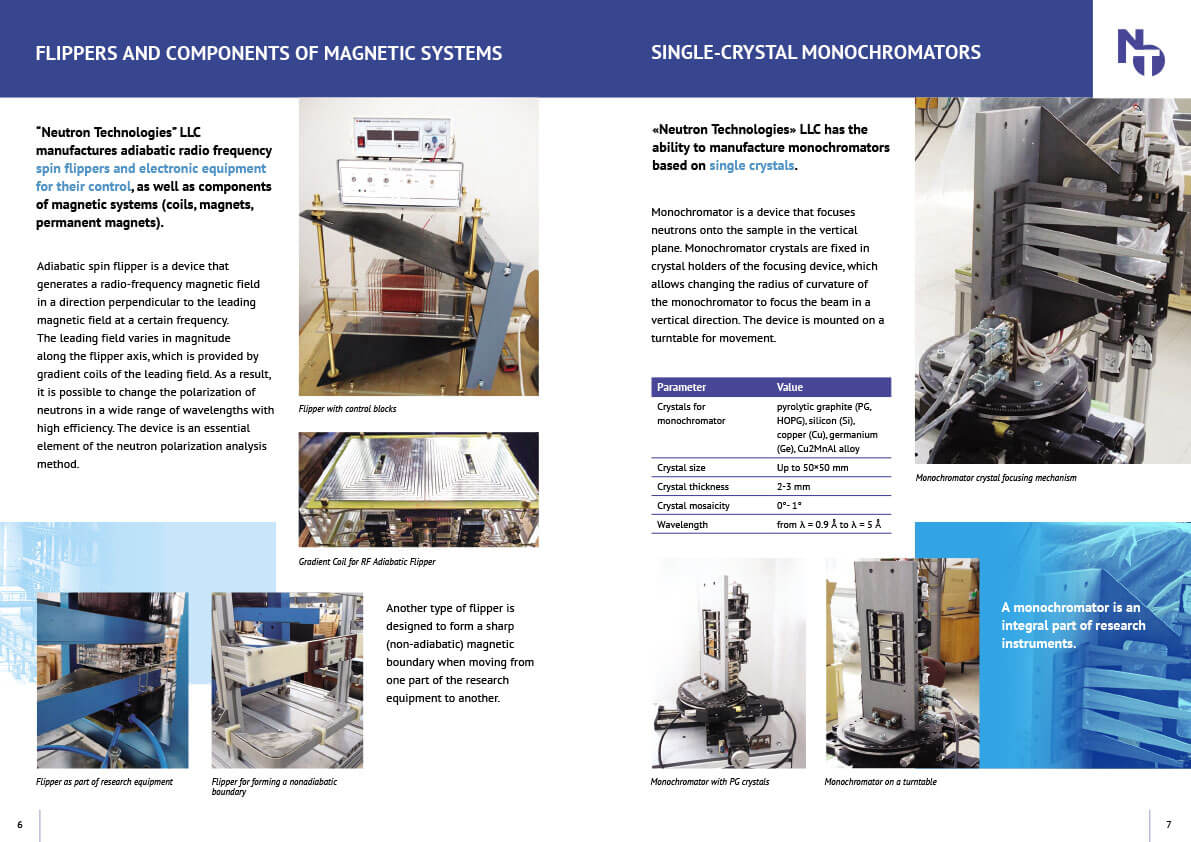 FLIPPERS AND COMPONENTS OF MAGNETIC SYSTEMS
“Neutron Technologies” LLC
manufactures adiabatic radio frequency
spin flippers and electronic equipment
for their control, as well as components
of magnetic systems (coils, magnets,
permanent magnets).
Adiabatic spin flipper is a device that
generates a radio-frequency magnetic field
in a direction perpendicular to the leading
magnetic field at a certain frequency.
The leading field varies in magnitude
along the flipper axis, which is provided by
gradient coils of the leading field. As a result,
it is possible to change the polarization of
neutrons in a wide range of wavelengths with
high efficiency. The device is an essential
element of the neutron polarization analysis
method.
Flipper with control blocks
Gradient Coil for RF Adiabatic Flipper
Another type of flipper is
designed to form a sharp
(non-adiabatic) magnetic
boundary when moving from
one part of the research
equipment to another.
Flipper as part of research equipment
Flipper for forming a nonadiabatic
boundary
6
SINGLE-CRYSTAL MONOCHROMATORS
NT
«Neutron Technologies» LLC has the
ability to manufacture monochromators
based on single crystals.
Monochromator is a device that focuses
neutrons onto the sample in the vertical
plane. Monochromator crystals are fixed in
crystal holders of the focusing device, which
allows changing the radius of curvature of
the monochromator to focus the beam in a
vertical direction. The device is mounted on a
turntable for movement.
Parameter Value
Crystals for pyrolytic graphite (PG,
monochromator HOPG), silicon (Si),
copper (Cu), germanium
(Ge), Cu2MnAl alloy
Crystal size Up to 50×50 mm
Crystal thickness 2-3 mm
Crystal mosaicity 0°- 1°
Wavelength from λ = 0.9 Å to λ = 5 Å
Monochromator crystal focusing mechanism
A monochromator is an
integral part of research
instruments.
Monochromator with PG crystals
Monochromator on a turntable
7